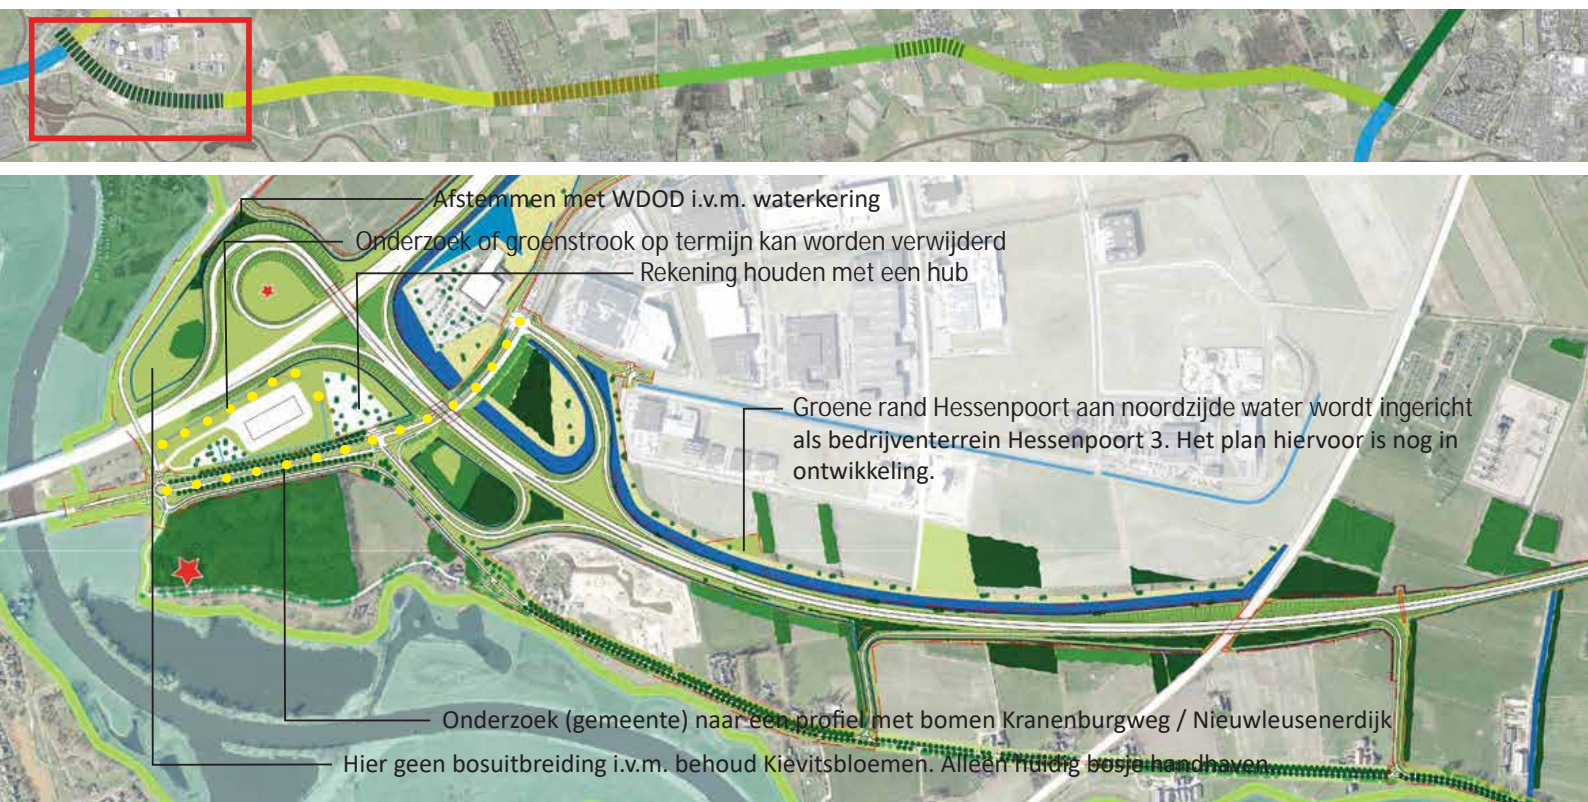 Afstemmen met WDOD i.v.m. waterkering
Onderzoek of groenstrook op termijn kan worden verwijderd
Rekening houden met een hub
Groene rand Hessenpoort aan noordzijde water wordt ingericht
als bedrijventerrein Hessenpoort 3. Het plan hiervoor is nog in
ontwikkeling.
Onderzoek (gemeente) naar een profiel met bomen Kranenburgweg / Nieuwleusenerdijk
Hier geen bosuitbreiding i.v.m. behoud Kievitsbloemen. Alleen huidig bosje handhaven.